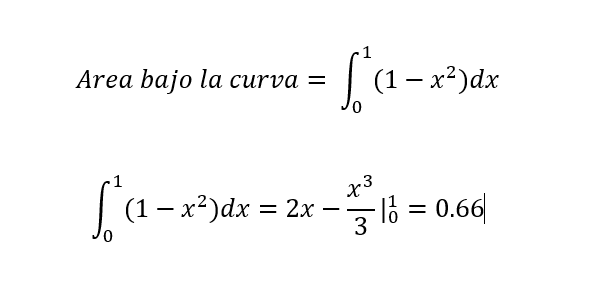 Area bajo la curva = ∫₀¹(1 − x²)dx
∫₀¹(1 − x²)dx = 2x − x³/3 |₀¹ = 0.66